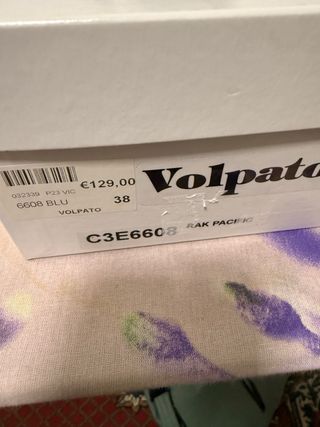 Volpato
032339 P23 VIC
€129,00
6608 BLU
38
VOLPATO
C3E6608
RAK PACIFIC